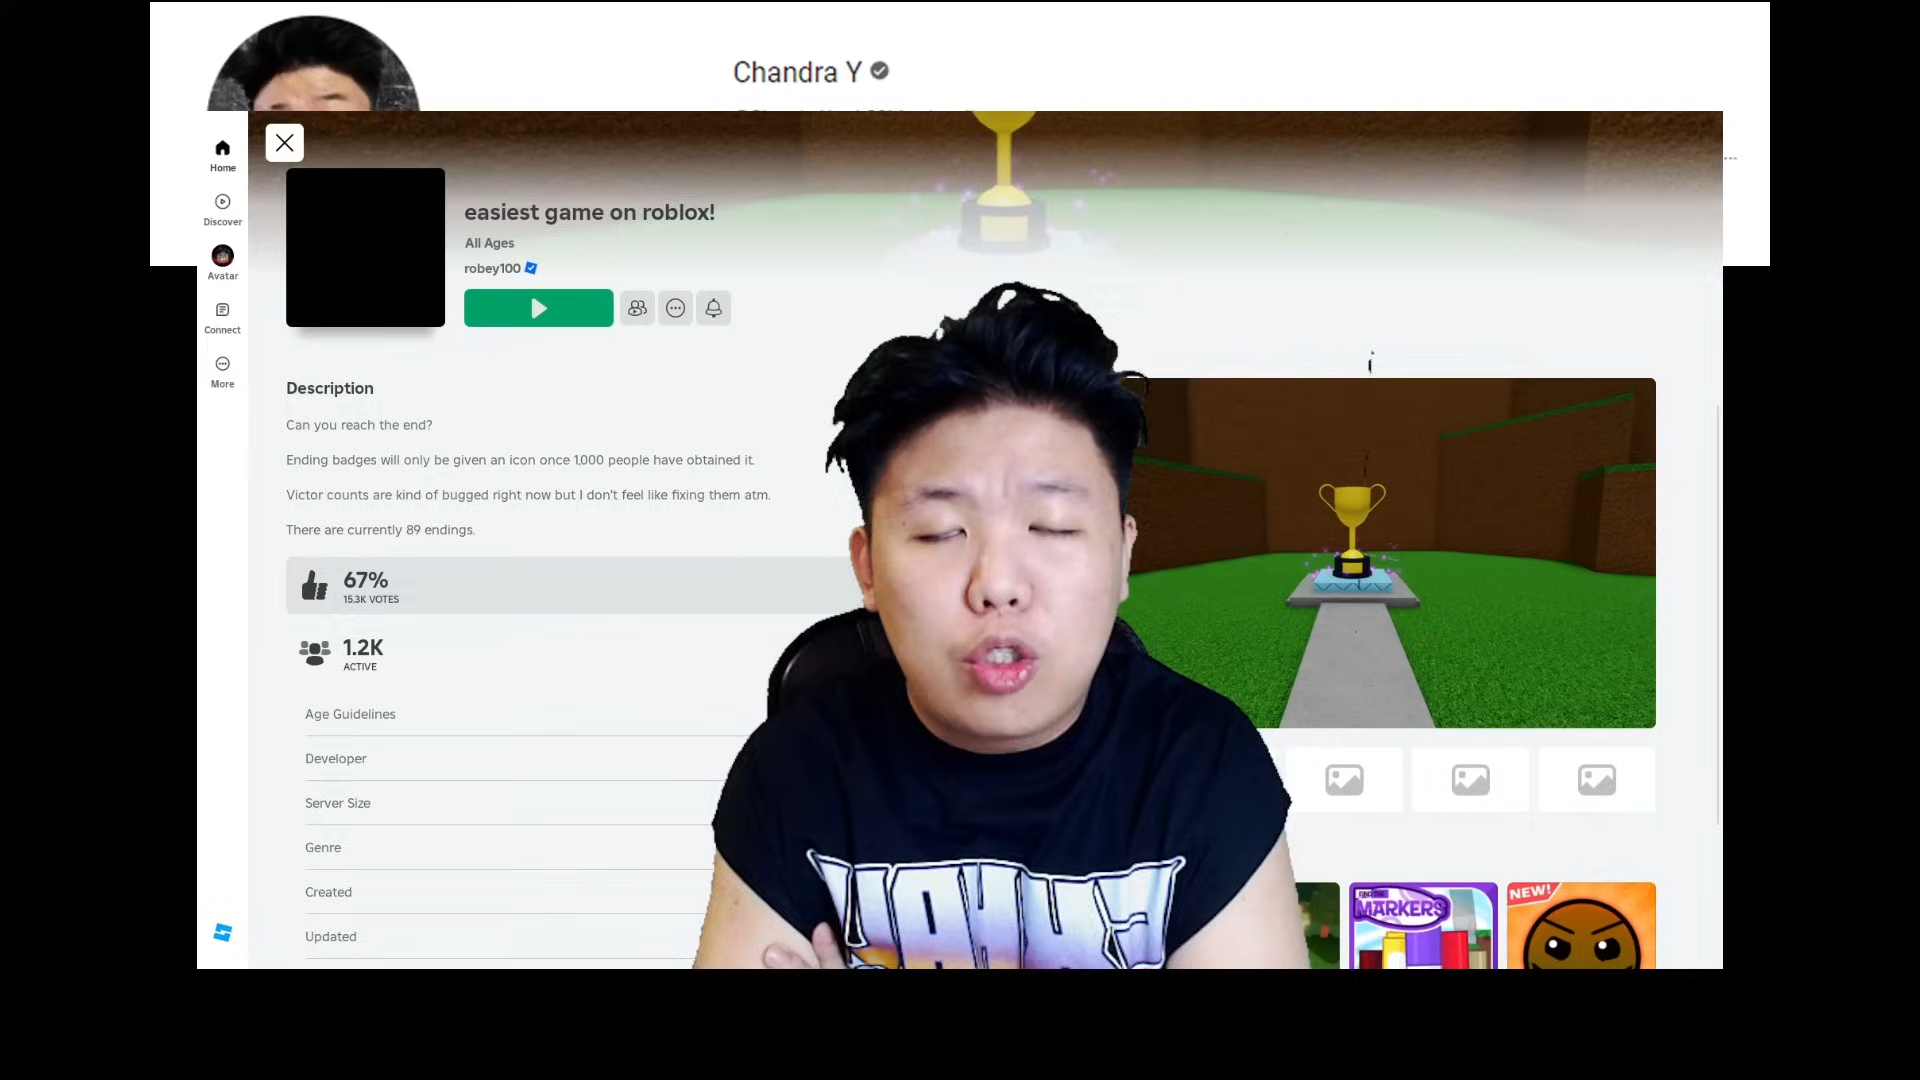 Chandra Y
Home
Discover
Avatar
Connect
More
easiest game on roblox!
All Ages
robey100
Description
Can you reach the end?
Ending badges will only be given an icon once 1,000 people have obtained it.
Victor counts are kind of bugged right now but I don't feel like fixing them atm.
There are currently 89 endings.
67%
15.3K VOTES
1.2K
ACTIVE
Age Guidelines
Developer
Server Size
Genre
Created
Updated
MARKERS
NEW!